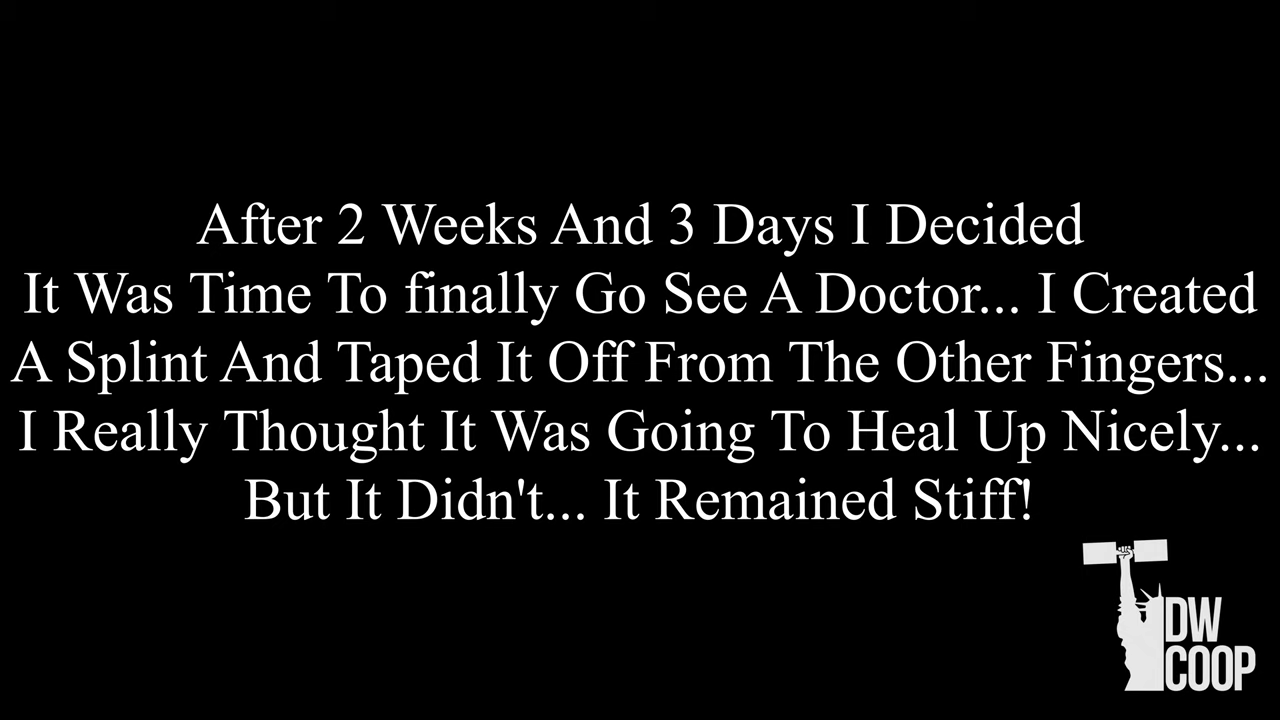 After 2 Weeks And 3 Days I Decided
It Was Time To finally Go See A Doctor... I Created
A Splint And Taped It Off From The Other Fingers...
I Really Thought It Was Going To Heal Up Nicely...
But It Didn't... It Remained Stiff!
DW
COOP